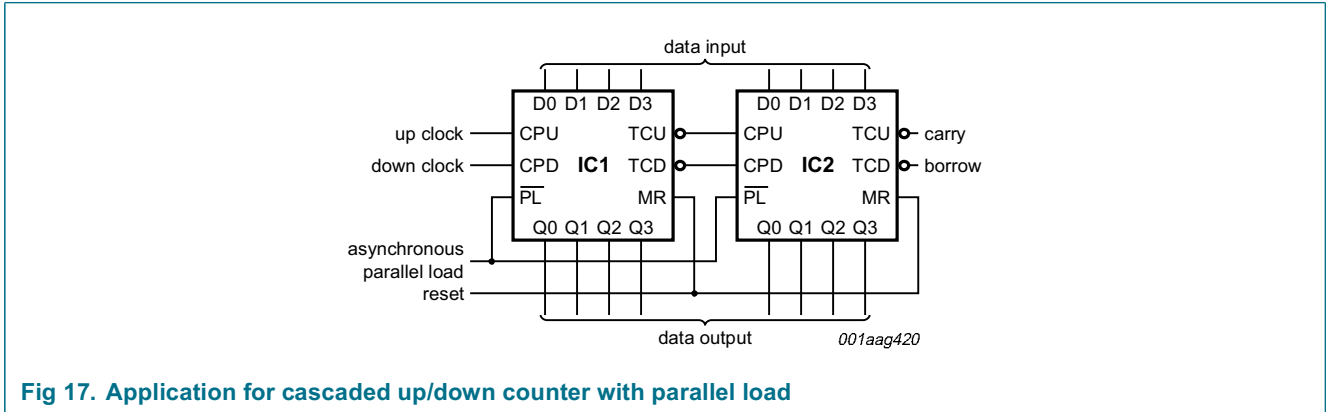 data input
D0 D1 D2 D3 D0 D1 D2 D3
up clock CPU TCU CPU TCU carry
down clock CPD IC1 TCD CPD IC2 TCD borrow
PL MR PL MR
Q0 Q1 Q2 Q3 Q0 Q1 Q2 Q3
asynchronous
parallel load
reset
data output 001aag420
Fig 17. Application for cascaded up/down counter with parallel load